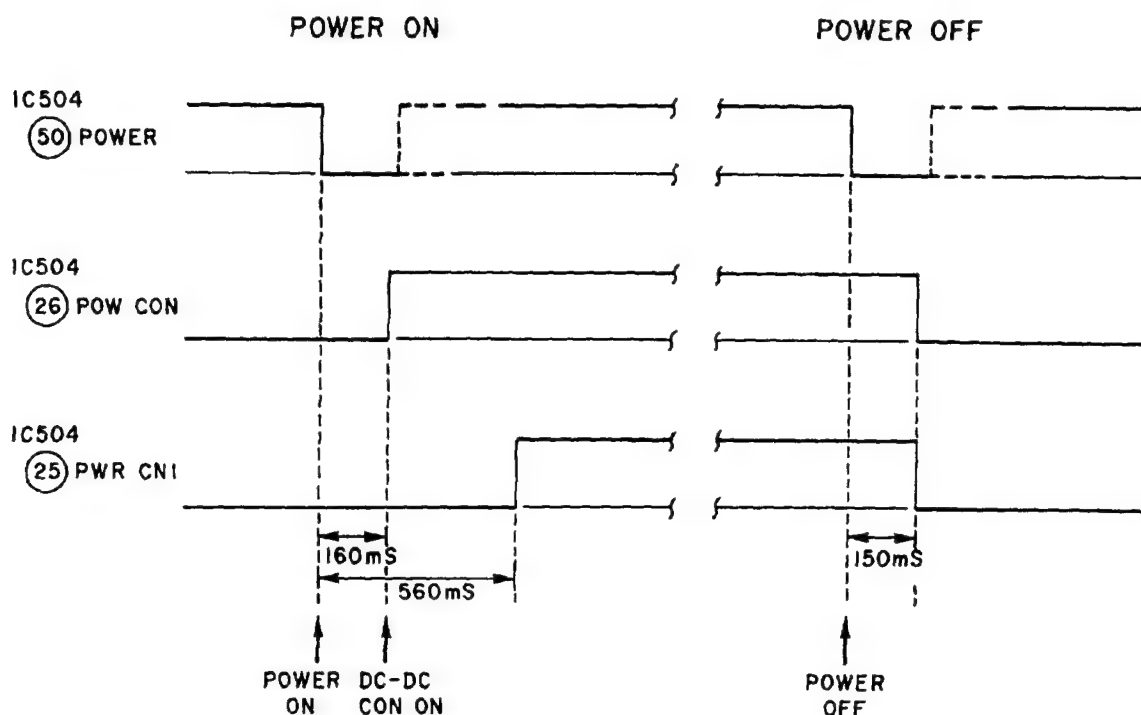 POWER ON
POWER OFF
IC504
50 POWER
IC504
26 POW CON
IC504
25 PWR CN1
160mS
560mS
150mS
POWER ON
DC-DC CON ON
POWER OFF